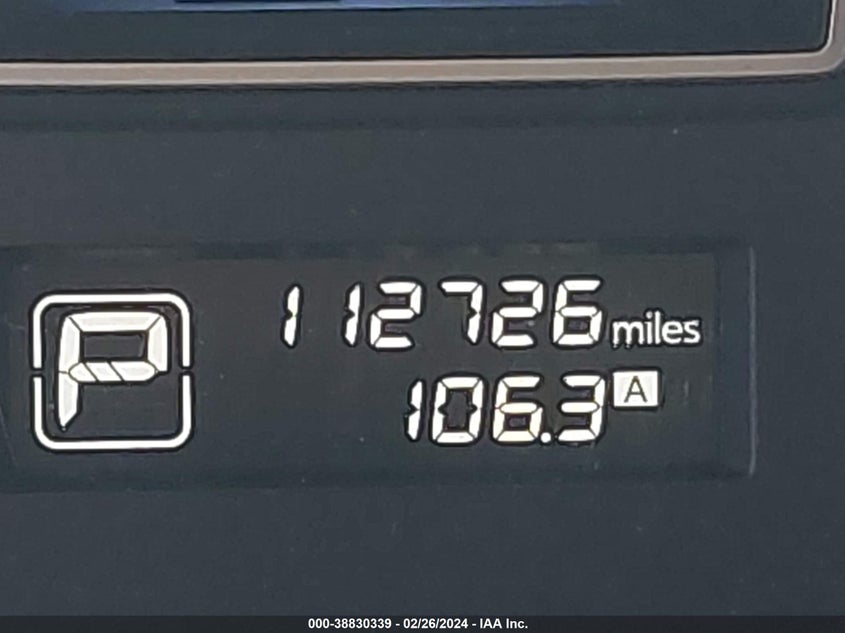 P
112726 miles
106.3 A
000-38830339 - 02/26/2024 - IAA Inc.